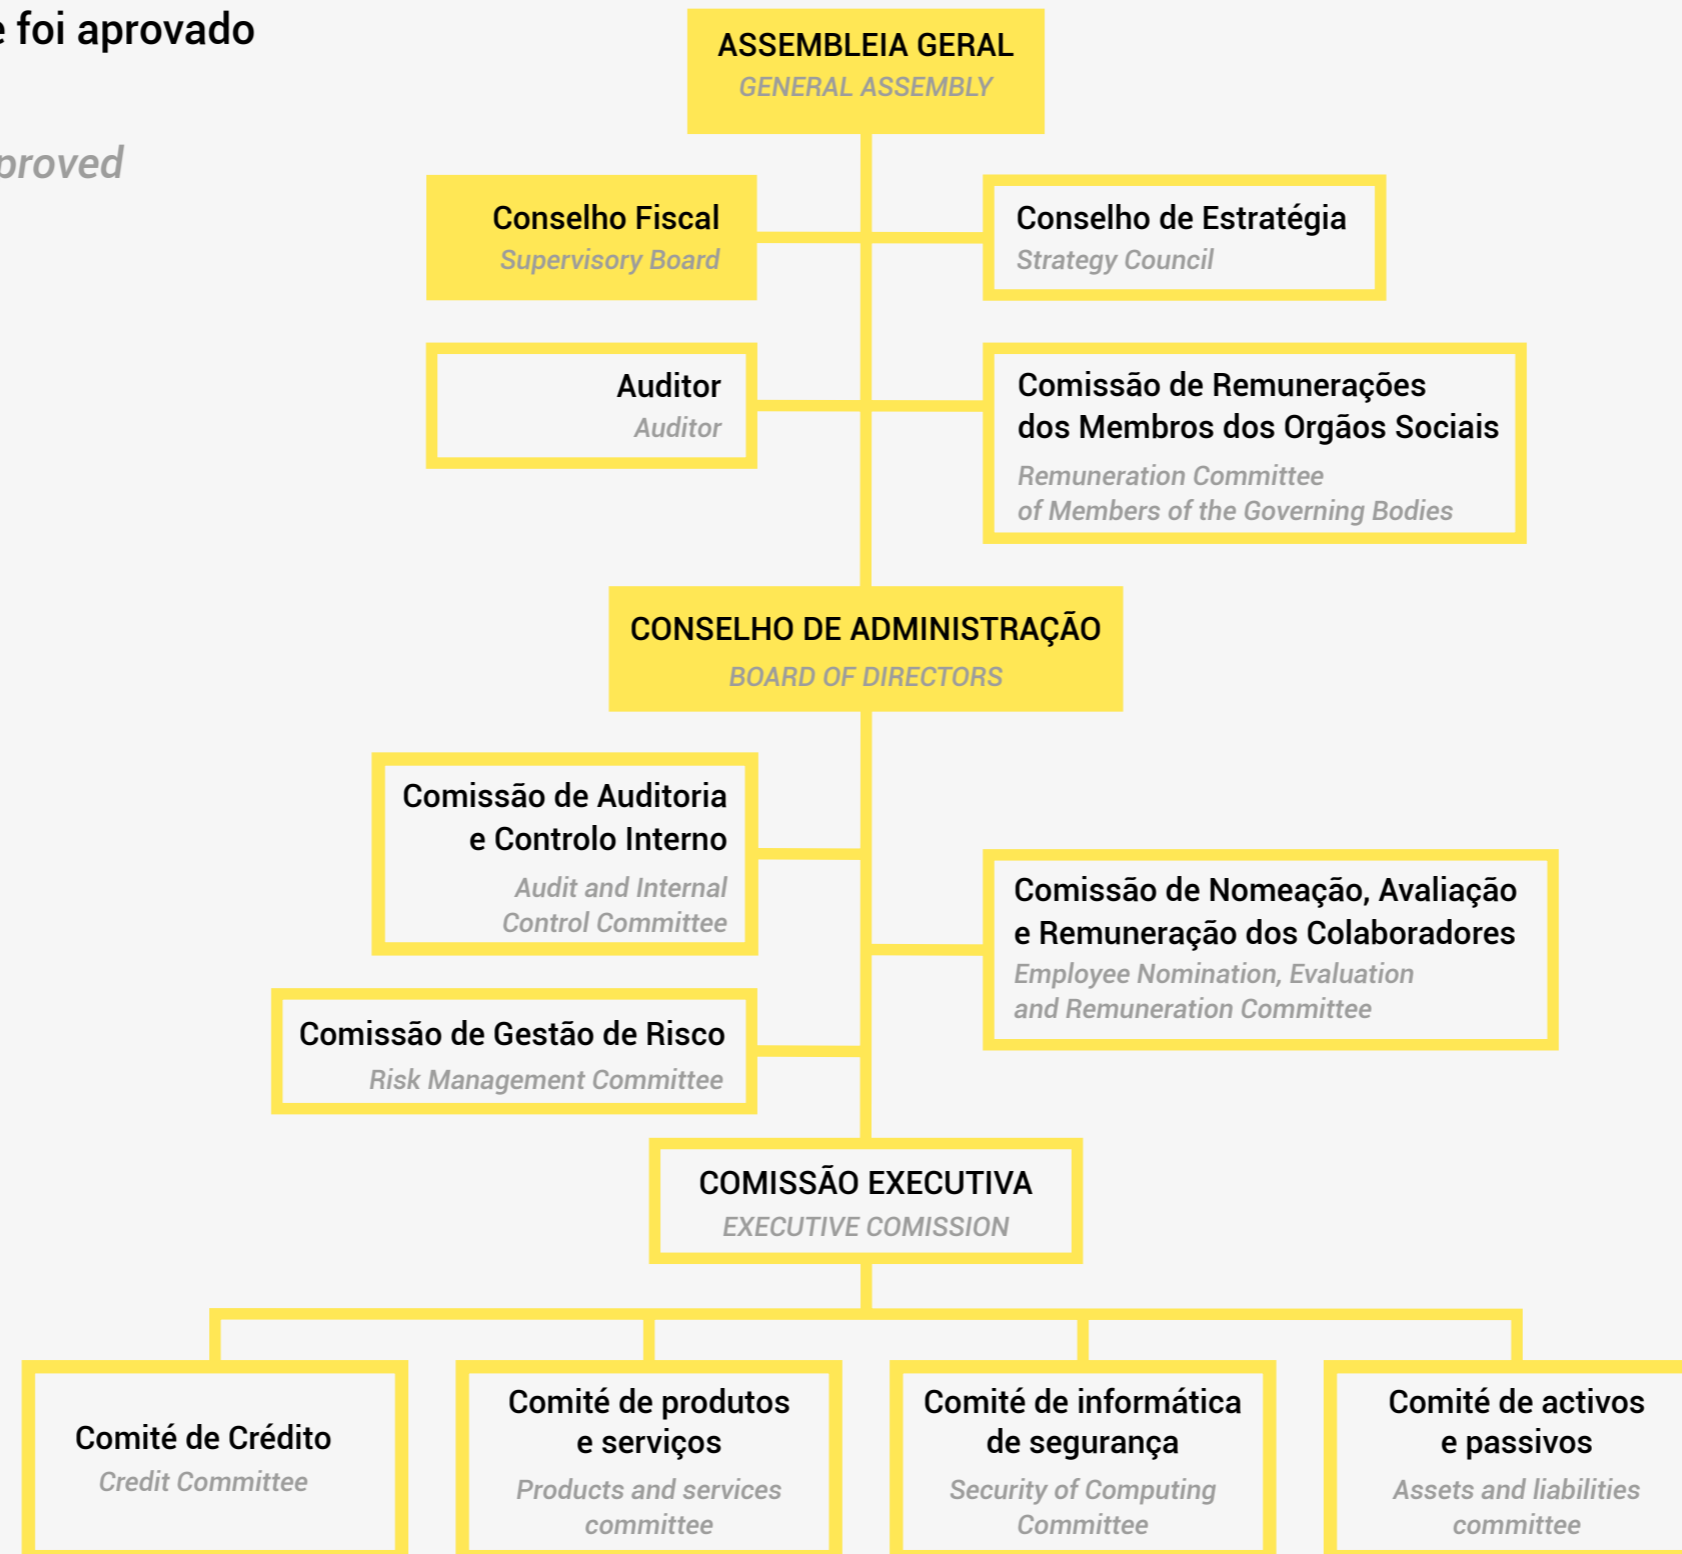 foi aprovado
ASSEMBLEIA GERAL
GENERAL ASSEMBLY
Conselho Fiscal
Supervisory Board
Conselho de Estratégia
Strategy Council
Auditor
Auditor
Comissão de Remunerações
dos Membros dos Orgãos Sociais
Remuneration Committee
of Members of the Governing Bodies
CONSELHO DE ADMINISTRAÇÃO
BOARD OF DIRECTORS
Comissão de Auditoria
e Controlo Interno
Audit and Internal
Control Committee
Comissão de Nomeação, Avaliação
e Remuneração dos Colaboradores
Employee Nomination, Evaluation
and Remuneration Committee
Comissão de Gestão de Risco
Risk Management Committee
COMISSÃO EXECUTIVA
EXECUTIVE COMISSION
Comité de Crédito
Credit Committee
Comité de produtos
e serviços
Products and services
committee
Comité de informática
de segurança
Security of Computing
Committee
Comité de activos
e passivos
Assets and liabilities
committee